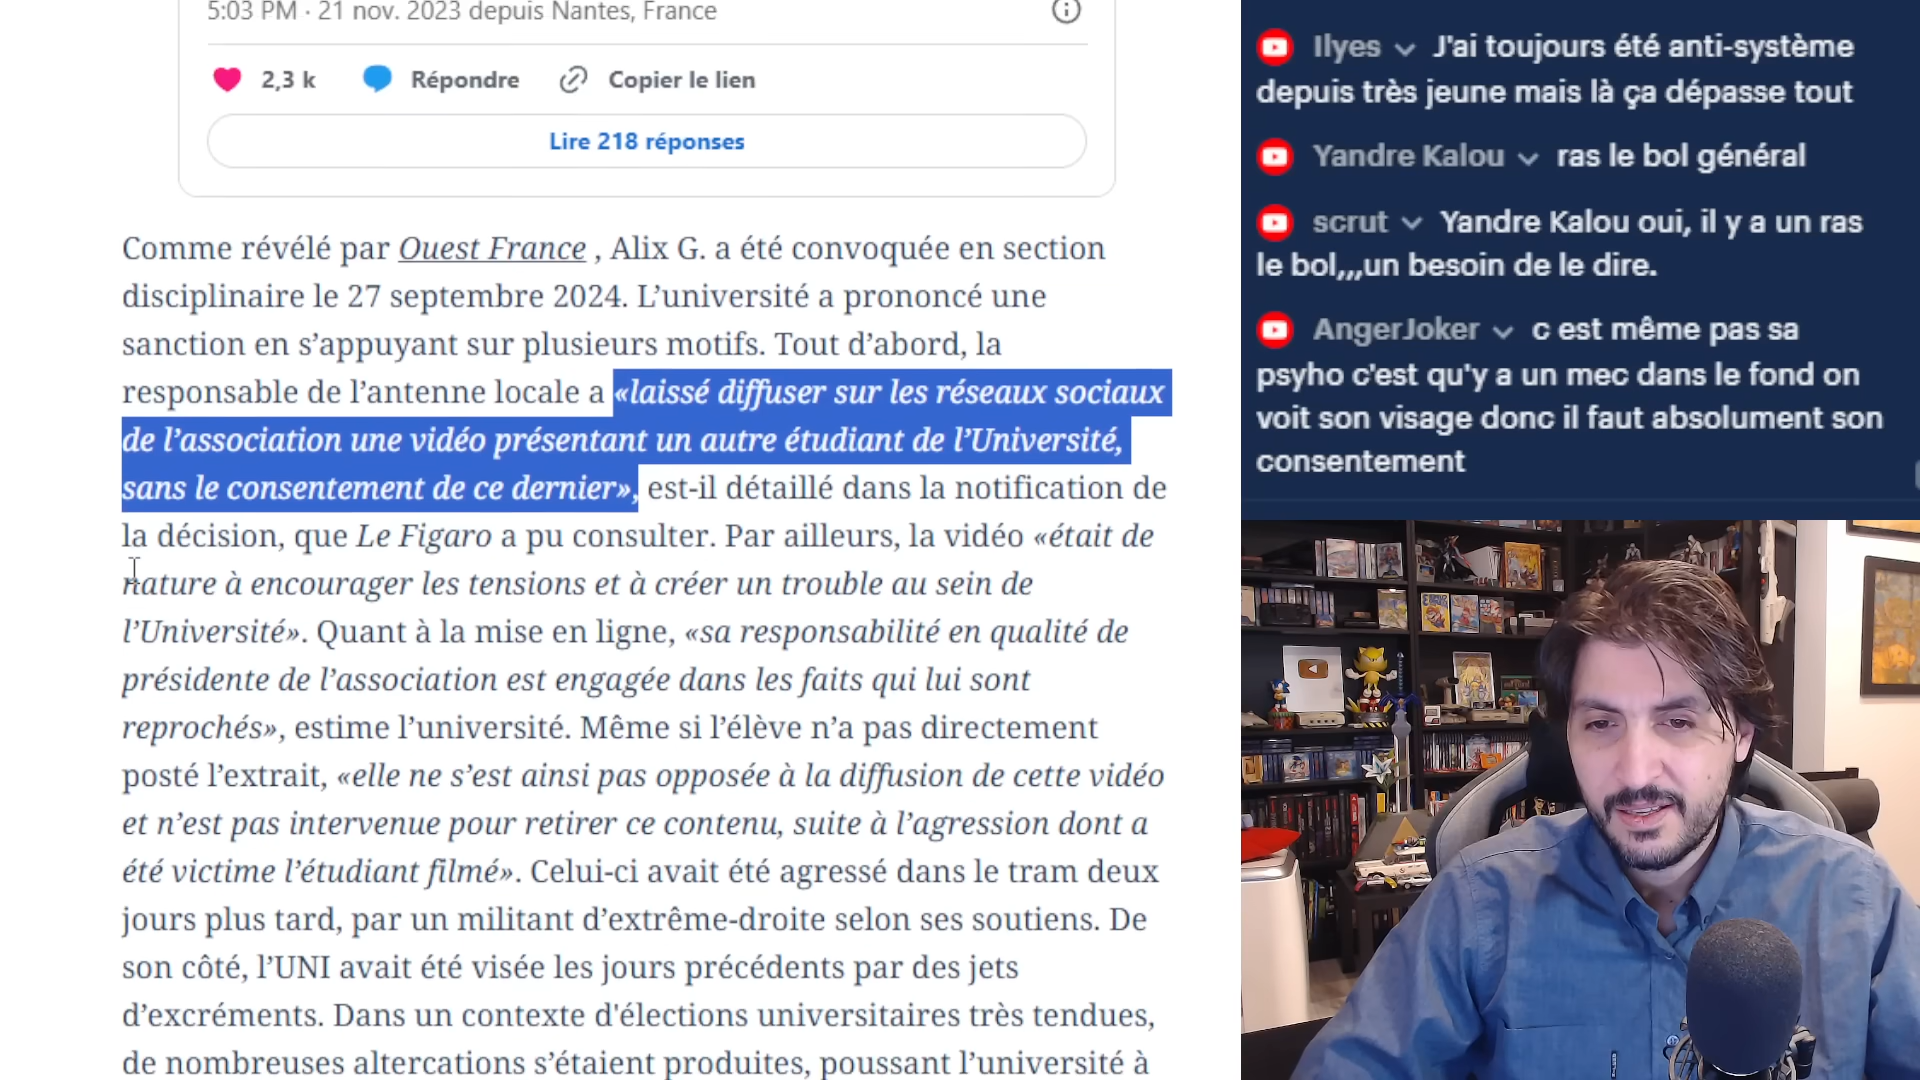 5:03 PM · 21 nov. 2023 depuis Nantes, France
2,3 k Répondre Copier le lien
Lire 218 réponses
Comme révélé par Ouest France , Alix G. a été convoquée en section
disciplinaire le 27 septembre 2024. L’université a prononcé une
sanction en s’appuyant sur plusieurs motifs. Tout d’abord, la
responsable de l’antenne locale a «laissé diffuser sur les réseaux sociaux
de l’association une vidéo présentant un autre étudiant de l’Université,
sans le consentement de ce dernier», est-il détaillé dans la notification de
la décision, que Le Figaro a pu consulter. Par ailleurs, la vidéo «était de
nature à encourager les tensions et à créer un trouble au sein de
l’Université». Quant à la mise en ligne, «sa responsabilité en qualité de
présidente de l’association est engagée dans les faits qui lui sont
reprochés», estime l’université. Même si l’élève n’a pas directement
posté l’extrait, «elle ne s’est ainsi pas opposée à la diffusion de cette vidéo
et n’est pas intervenue pour retirer ce contenu, suite à l’agression dont a
été victime l’étudiant filmé». Celui-ci avait été agressé dans le tram deux
jours plus tard, par un militant d’extrême-droite selon ses soutiens. De
son côté, l’UNI avait été visée les jours précédents par des jets
d’excréments. Dans un contexte d'élections universitaires très tendues,
de nombreuses altercations s’étaient produites, poussant l’université à
Ilyes J'ai toujours été anti-système
depuis très jeune mais là ça dépasse tout
Yandre Kalou ras le bol général
scrut Yandre Kalou oui, il y a un ras
le bol,,,un besoin de le dire.
AngerJoker c est même pas sa
psyho c'est qu'y a un mec dans le fond on
voit son visage donc il faut absolument son
consentement